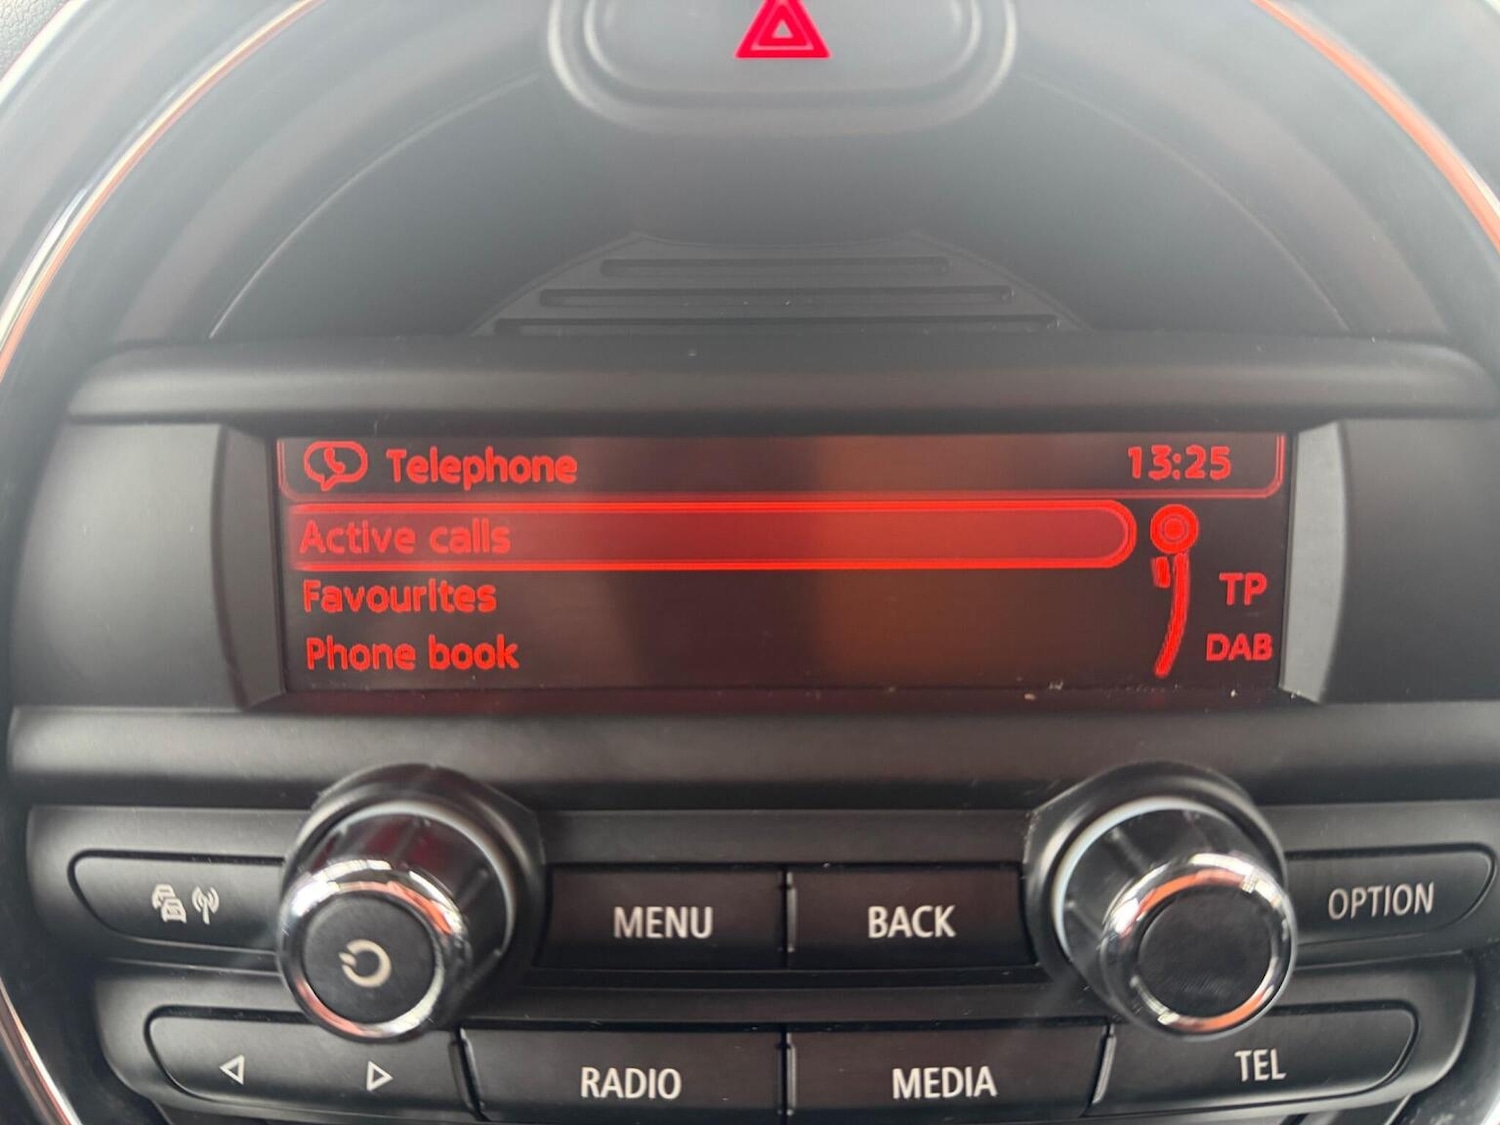 Telephone 13:25
Active calls
Favourites
Phone book
TP
DAB
MENU BACK OPTION
RADIO MEDIA TEL